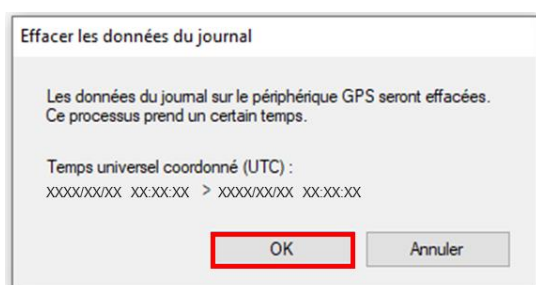 Effacer les données du journal
Les données du journal sur le périphérique GPS seront effacées.
Ce processus prend un certain temps.
Temps universel coordonné (UTC) :
XXXX/XX/XX XX:XX:XX > XXXX/XX/XX XX:XX:XX
OK
Annuler